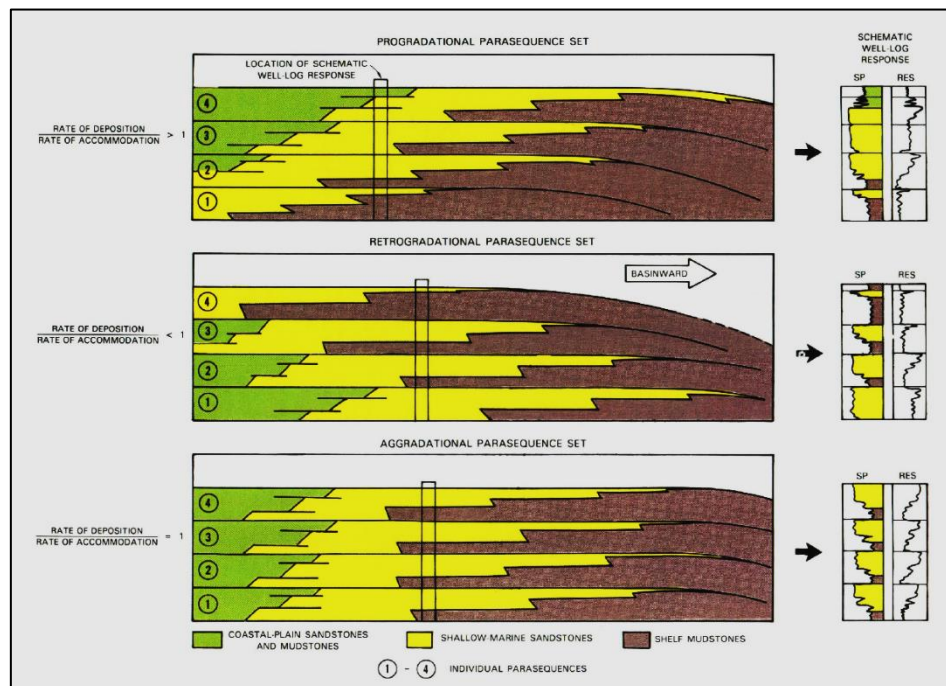 PROGRADATIONAL PARASEQUENCE SET
SCHEMATIC
WELL-LOG
RESPONSE
LOCATION OF SCHEMATIC
WELL-LOG RESPONSE
SP RES
RATE OF DEPOSITION
RATE OF ACCOMMODATION > 1
4
3
2
1
RETROGRADATIONAL PARASEQUENCE SET
BASINWARD
SP RES
RATE OF DEPOSITION
RATE OF ACCOMMODATION < 1
4
3
2
1
AGGRADATIONAL PARASEQUENCE SET
SP RES
RATE OF DEPOSITION
RATE OF ACCOMMODATION = 1
4
3
2
1
COASTAL-PLAIN SANDSTONES
AND MUDSTONES
SHALLOW-MARINE SANDSTONES
SHELF MUDSTONES
1 - 4 INDIVIDUAL PARASEQUENCES